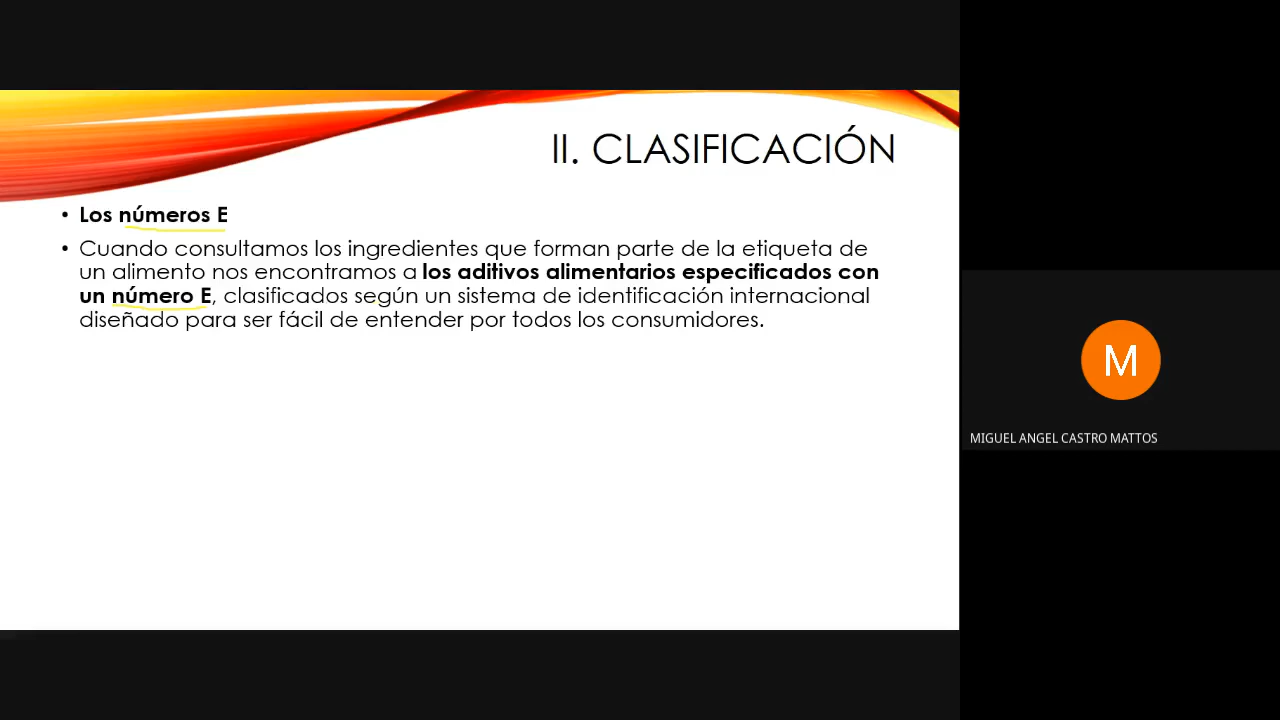 II. CLASIFICACIÓN
• Los números E
• Cuando consultamos los ingredientes que forman parte de la etiqueta de
un alimento nos encontramos a los aditivos alimentarios especificados con
un número E, clasificados según un sistema de identificación internacional
diseñado para ser fácil de entender por todos los consumidores.
M
MIGUEL ANGEL CASTRO MATTOS